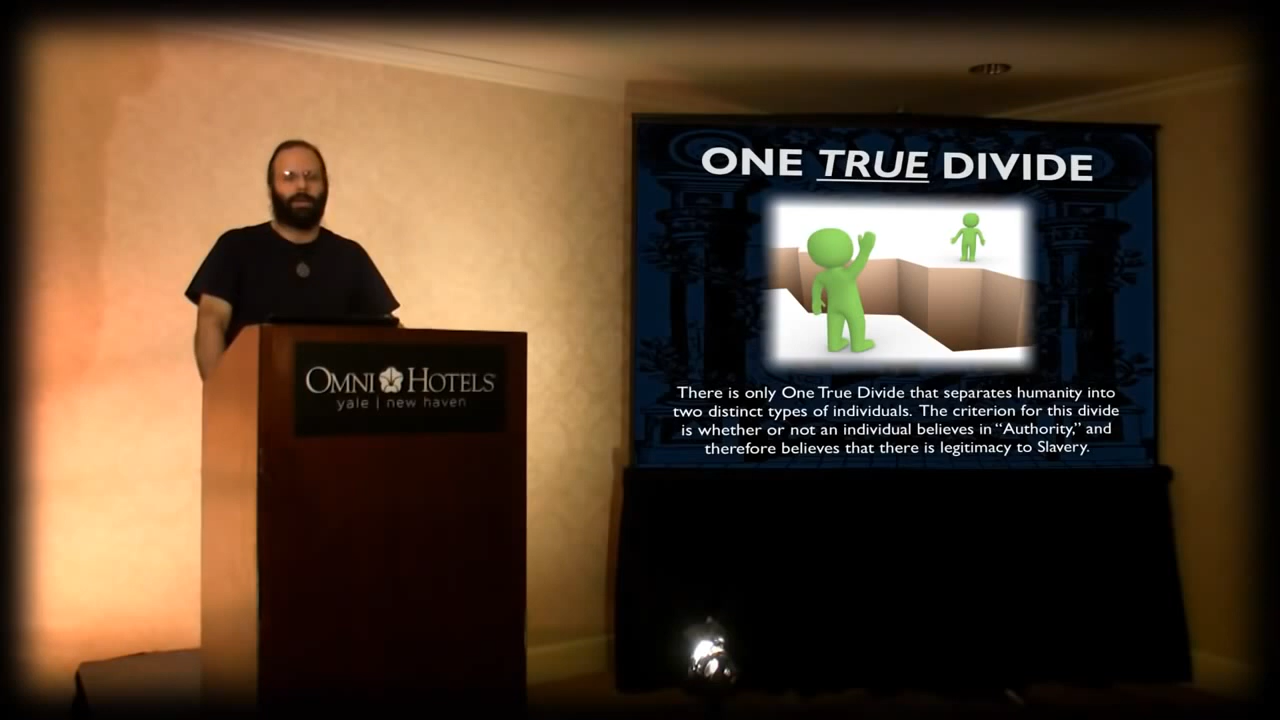 OMNI HOTELS
yale | new haven
ONE TRUE DIVIDE
There is only One True Divide that separates humanity into
two distinct types of individuals. The criterion for this divide
is whether or not an individual believes in “Authority,” and
therefore believes that there is legitimacy to Slavery.